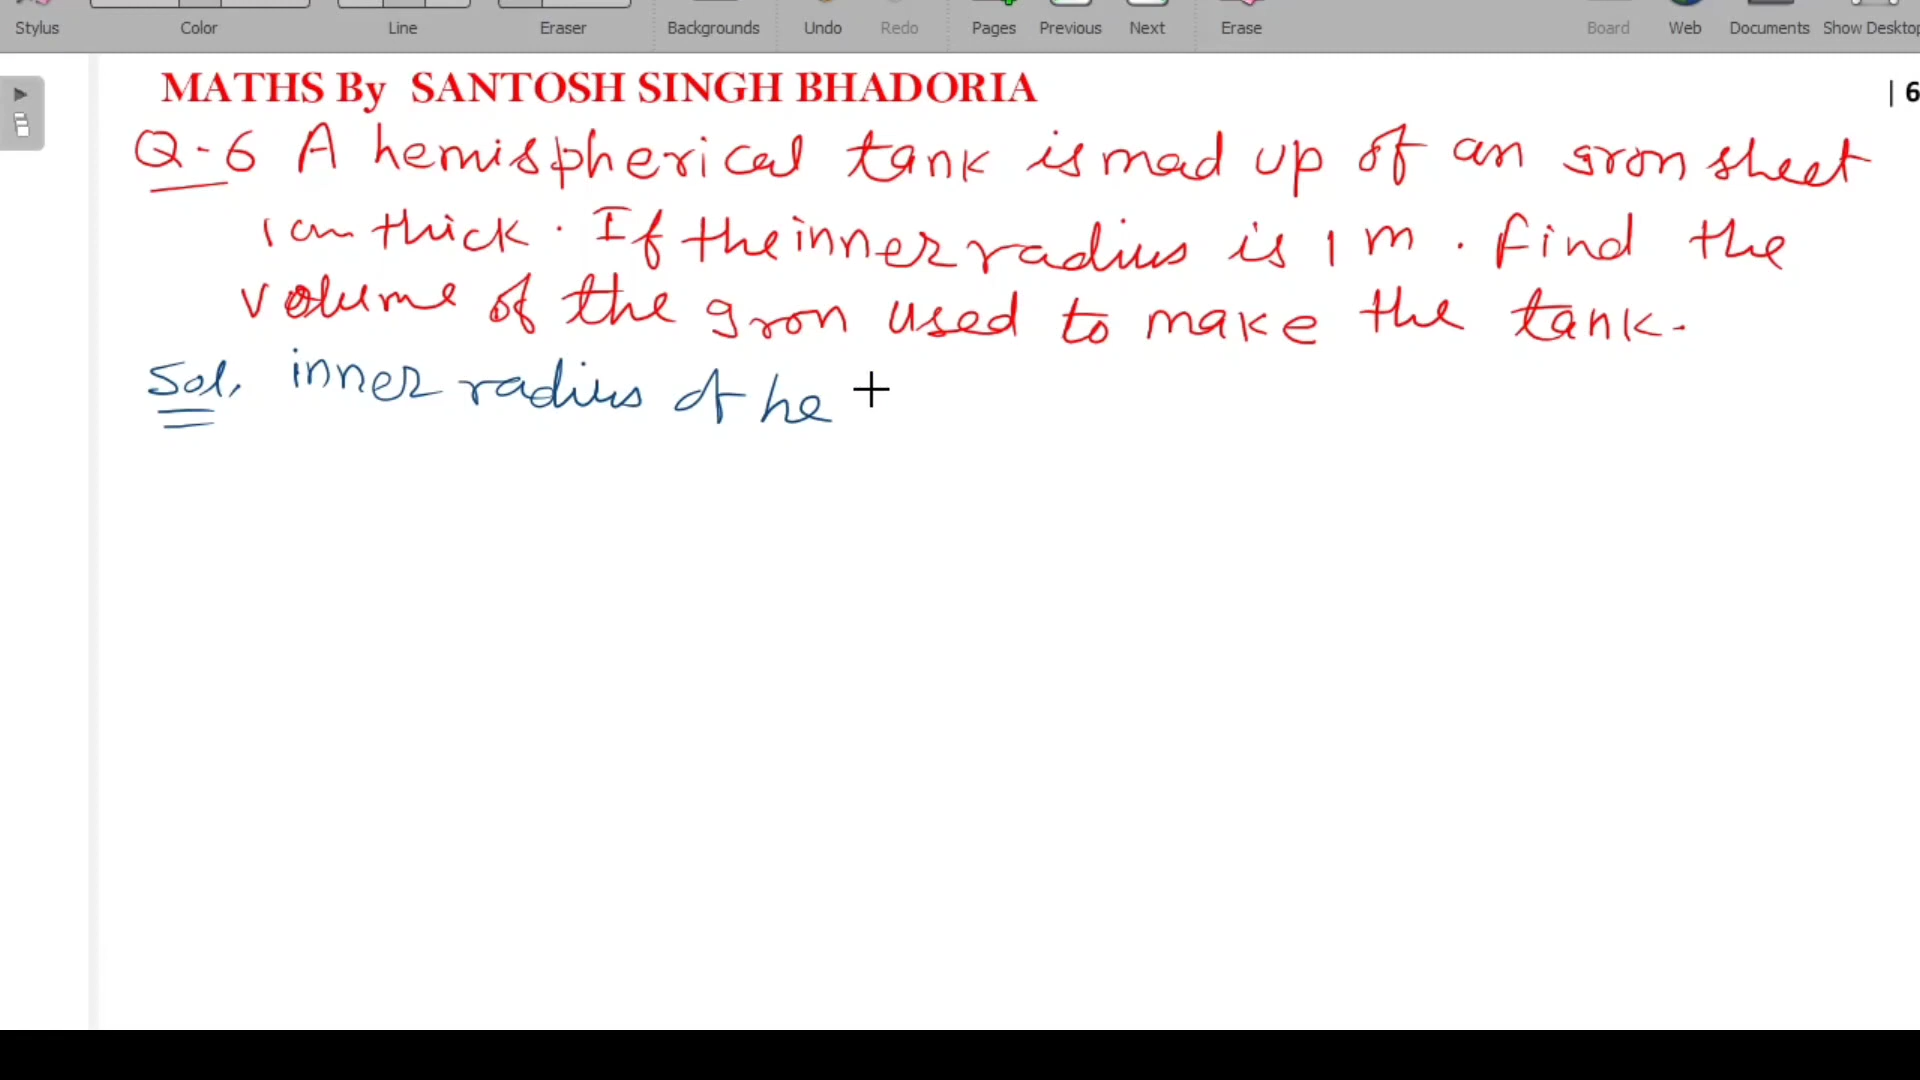 Stylus Color Line Eraser Backgrounds Undo Redo Pages Previous Next Erase Board Web Documents Show Desktop
MATHS By SANTOSH SINGH BHADORIA | 6
Q-6 A hemispherical tank is mad up of an iron sheet
1 cm thick. If the inner radius is 1 m. find the
volume of the iron used to make the tank.
Sol. inner radius of he